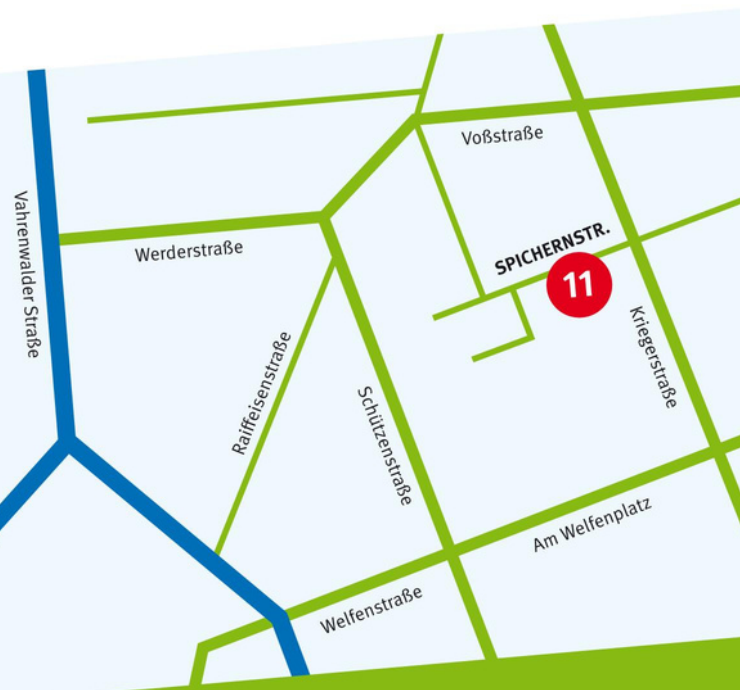 Voßstraße
Vahrenwalder Straße
Werderstraße
SPICHERNSTR.
11
Kriegerstraße
Raiffeisenstraße
Schützenstraße
Am Welfenplatz
Welfenstraße